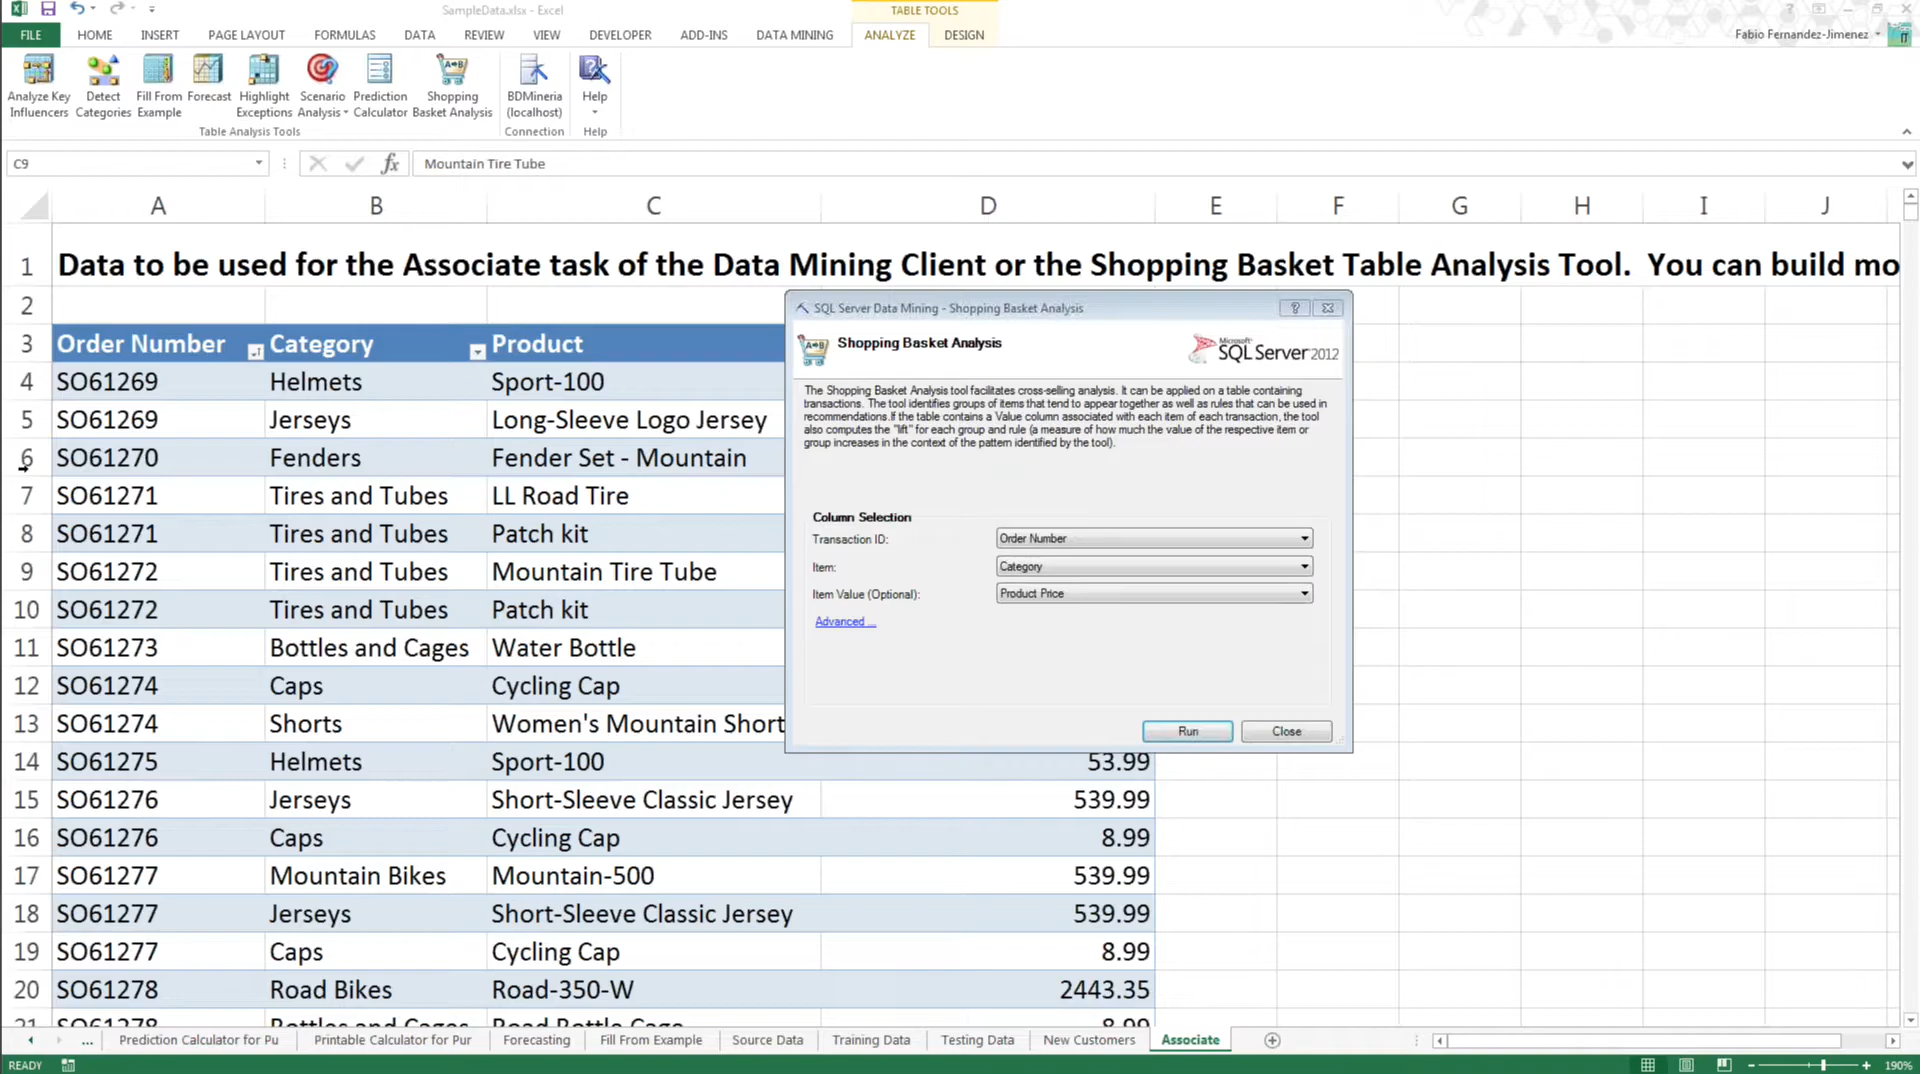 SampleData.xlsx - Excel
TABLE TOOLS
FILE HOME INSERT PAGE LAYOUT FORMULAS DATA REVIEW VIEW DEVELOPER ADD-INS DATA MINING ANALYZE DESIGN
Fabio Fernandez-Jimenez
IT
Analyze Key Influencers
Detect Categories
Fill From Example
Forecast
Highlight Exceptions
Scenario Analysis
Prediction Calculator
Shopping Basket Analysis
BDMineria (localhost)
Help
Table Analysis Tools
Connection
Help
C9
fx
Mountain Tire Tube
A B C D E F G H I J
1 Data to be used for the Associate task of the Data Mining Client or the Shopping Basket Table Analysis Tool. You can build mo
2
3 Order Number Category Product
4 SO61269 Helmets Sport-100
5 SO61269 Jerseys Long-Sleeve Logo Jersey
6 SO61270 Fenders Fender Set - Mountain
7 SO61271 Tires and Tubes LL Road Tire
8 SO61271 Tires and Tubes Patch kit
9 SO61272 Tires and Tubes Mountain Tire Tube
10 SO61272 Tires and Tubes Patch kit
11 SO61273 Bottles and Cages Water Bottle
12 SO61274 Caps Cycling Cap
13 SO61274 Shorts Women's Mountain Short
14 SO61275 Helmets Sport-100 53.99
15 SO61276 Jerseys Short-Sleeve Classic Jersey 539.99
16 SO61276 Caps Cycling Cap 8.99
17 SO61277 Mountain Bikes Mountain-500 539.99
18 SO61277 Jerseys Short-Sleeve Classic Jersey 539.99
19 SO61277 Caps Cycling Cap 8.99
20 SO61278 Road Bikes Road-350-W 2443.35
21 SO61278 Bottles and Cages Road Bottle Cage 8.99
SQL Server Data Mining - Shopping Basket Analysis
Shopping Basket Analysis
Microsoft
SQL Server 2012
The Shopping Basket Analysis tool facilitates cross-selling analysis. It can be applied on a table containing
transactions. The tool identifies groups of items that tend to appear together as well as rules that can be used in
recommendations.If the table contains a Value column associated with each item of each transaction, the tool
also computes the "lift" for each group and rule (a measure of how much the value of the respective item or
group increases in the context of the pattern identified by the tool).
Column Selection
Transaction ID: Order Number
Item: Category
Item Value (Optional): Product Price
Advanced ...
Run Close
... Prediction Calculator for Pu Printable Calculator for Pur Forecasting Fill From Example Source Data Training Data Testing Data New Customers Associate
READY
190%